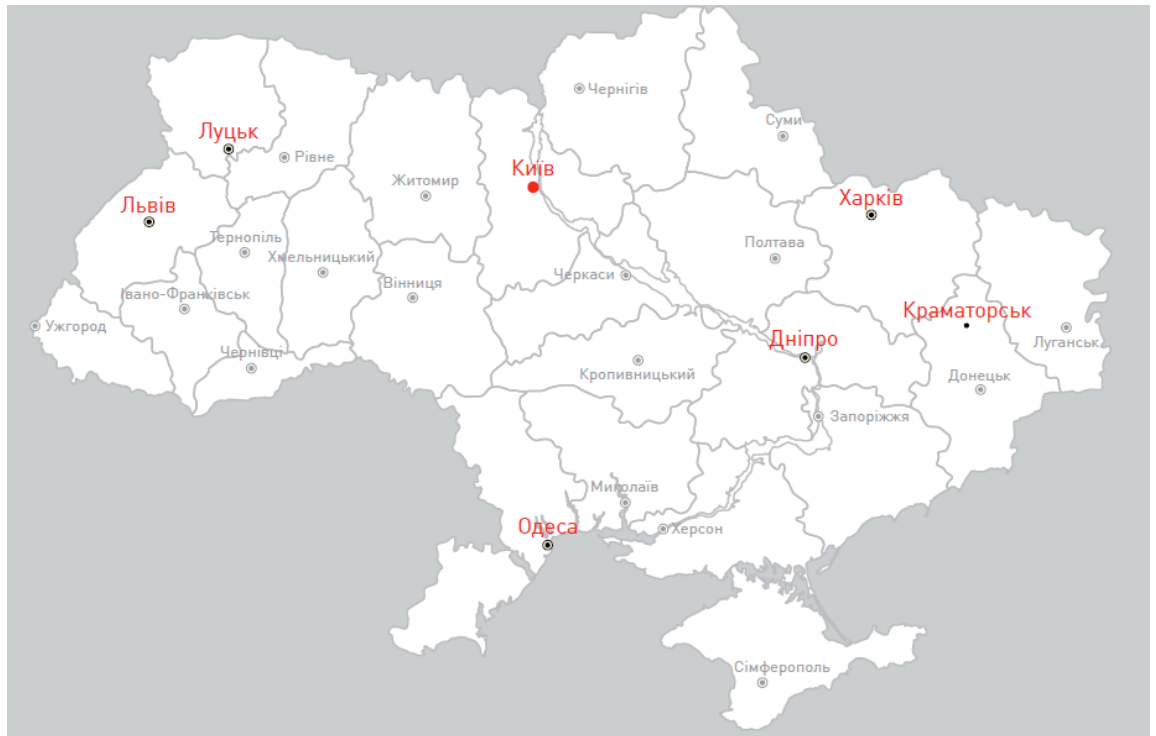 Чернігів
Суми
Луцьк
Рівне
Київ
Житомир
Харків
Львів
Тернопіль
Полтава
Хмельницький
Черкаси
Вінниця
Івано-Франківськ
Краматорськ
Ужгород
Дніпро
Луганськ
Чернівці
Кропивницький
Донецьк
Запоріжжя
Миколаїв
Одеса
Херсон
Сімферополь